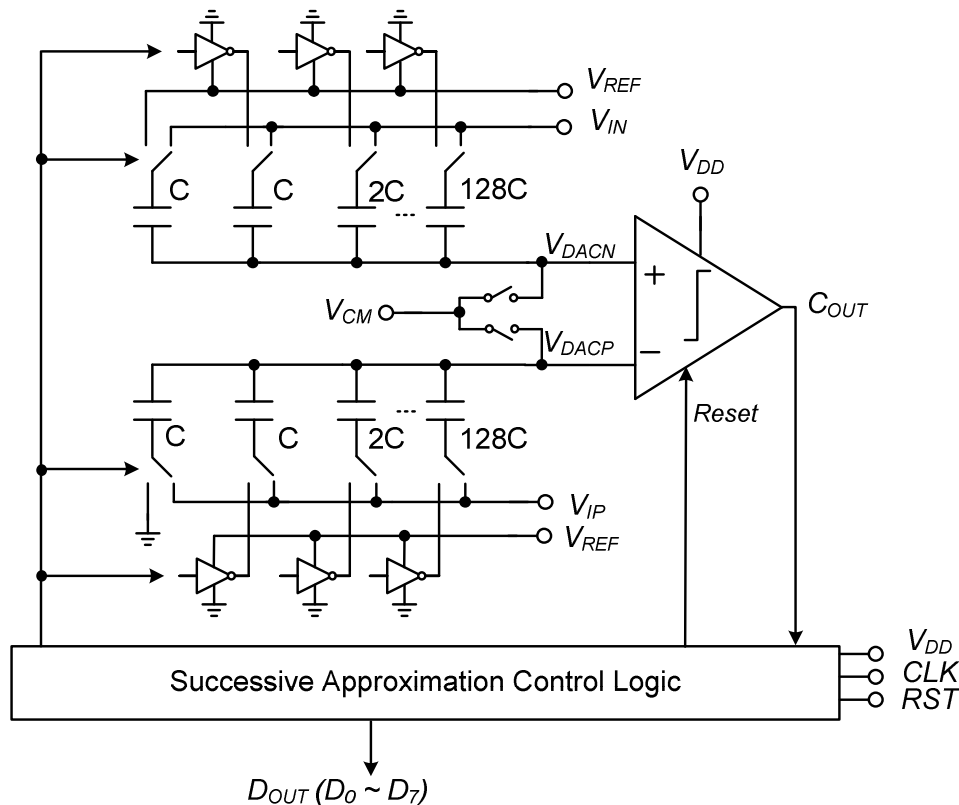 V_REF
V_IN
V_DD
C C 2C .... 128C
V_DACN
V_CM
C_OUT
V_DACP
+
−
Reset
C C 2C .... 128C
V_IP
V_REF
Successive Approximation Control Logic
V_DD
CLK
RST
D_OUT (D_0 ~ D_7)